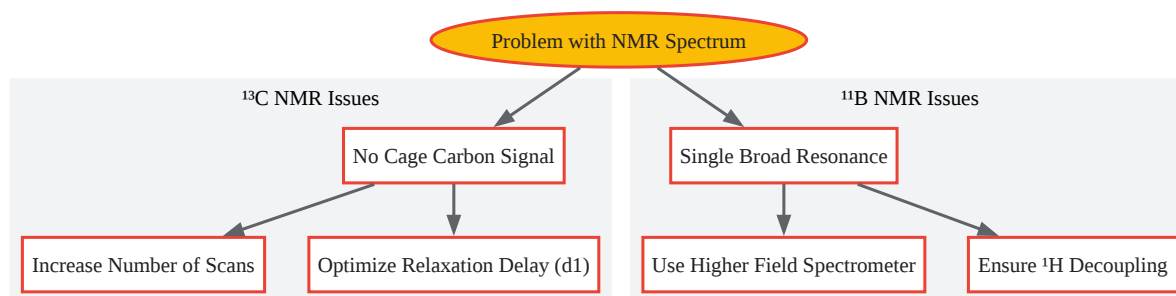 Problem with NMR Spectrum
¹³C NMR Issues
¹¹B NMR Issues
No Cage Carbon Signal
Single Broad Resonance
Increase Number of Scans
Optimize Relaxation Delay (d1)
Use Higher Field Spectrometer
Ensure ¹H Decoupling